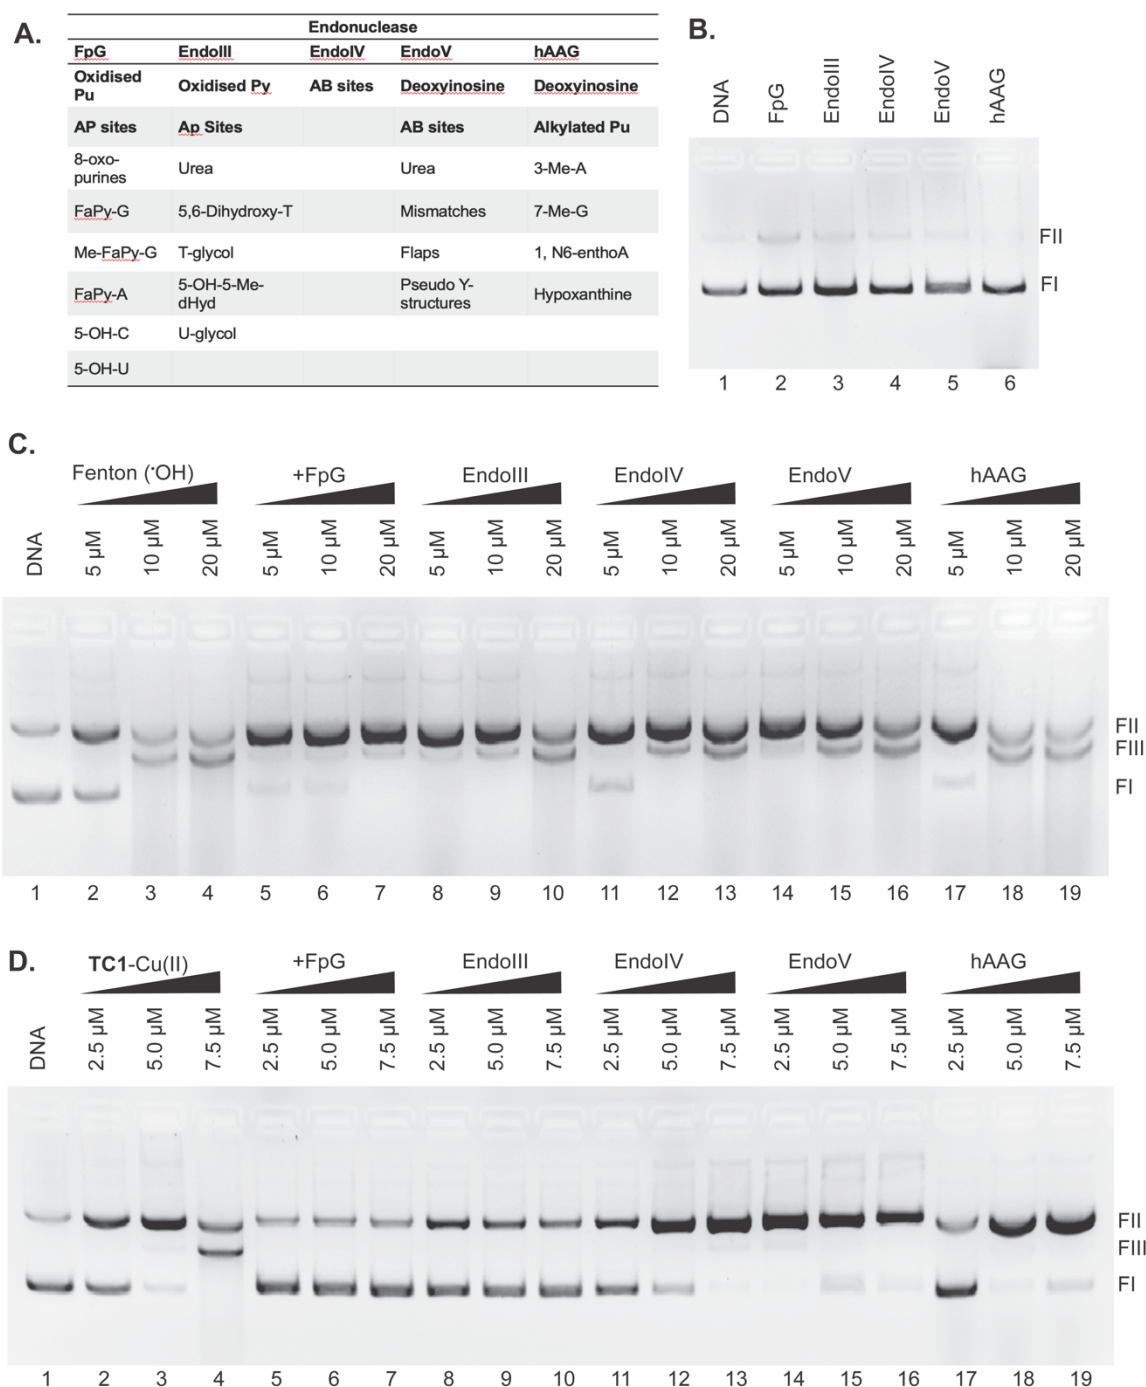 A.
Endonuclease
FpG EndoIII EndoIV EndoV hAAG
Oxidised Pu Oxidised Py AB sites Deoxyinosine Deoxyinosine
AP sites Ap Sites AB sites Alkylated Pu
8-oxo-purines Urea Urea 3-Me-A
FaPy-G 5,6-Dihydroxy-T Mismatches 7-Me-G
Me-FaPy-G T-glycol Flaps 1, N6-enthoA
FaPy-A 5-OH-5-Me-dHyd Pseudo Y-structures Hypoxanthine
5-OH-C U-glycol
5-OH-U
B.
DNA FpG EndoIII EndoIV EndoV hAAG
FII
FI
1 2 3 4 5 6
C.
Fenton (•OH) +FpG EndoIII EndoIV EndoV hAAG
DNA 5 µM 10 µM 20 µM 5 µM 10 µM 20 µM 5 µM 10 µM 20 µM 5 µM 10 µM 20 µM 5 µM 10 µM 20 µM 5 µM 10 µM 20 µM
FII
FIII
FI
1 2 3 4 5 6 7 8 9 10 11 12 13 14 15 16 17 18 19
D.
TC1-Cu(II) +FpG EndoIII EndoIV EndoV hAAG
DNA 2.5 µM 5.0 µM 7.5 µM 2.5 µM 5.0 µM 7.5 µM 2.5 µM 5.0 µM 7.5 µM 2.5 µM 5.0 µM 7.5 µM 2.5 µM 5.0 µM 7.5 µM 2.5 µM 5.0 µM 7.5 µM
FII
FIII
FI
1 2 3 4 5 6 7 8 9 10 11 12 13 14 15 16 17 18 19